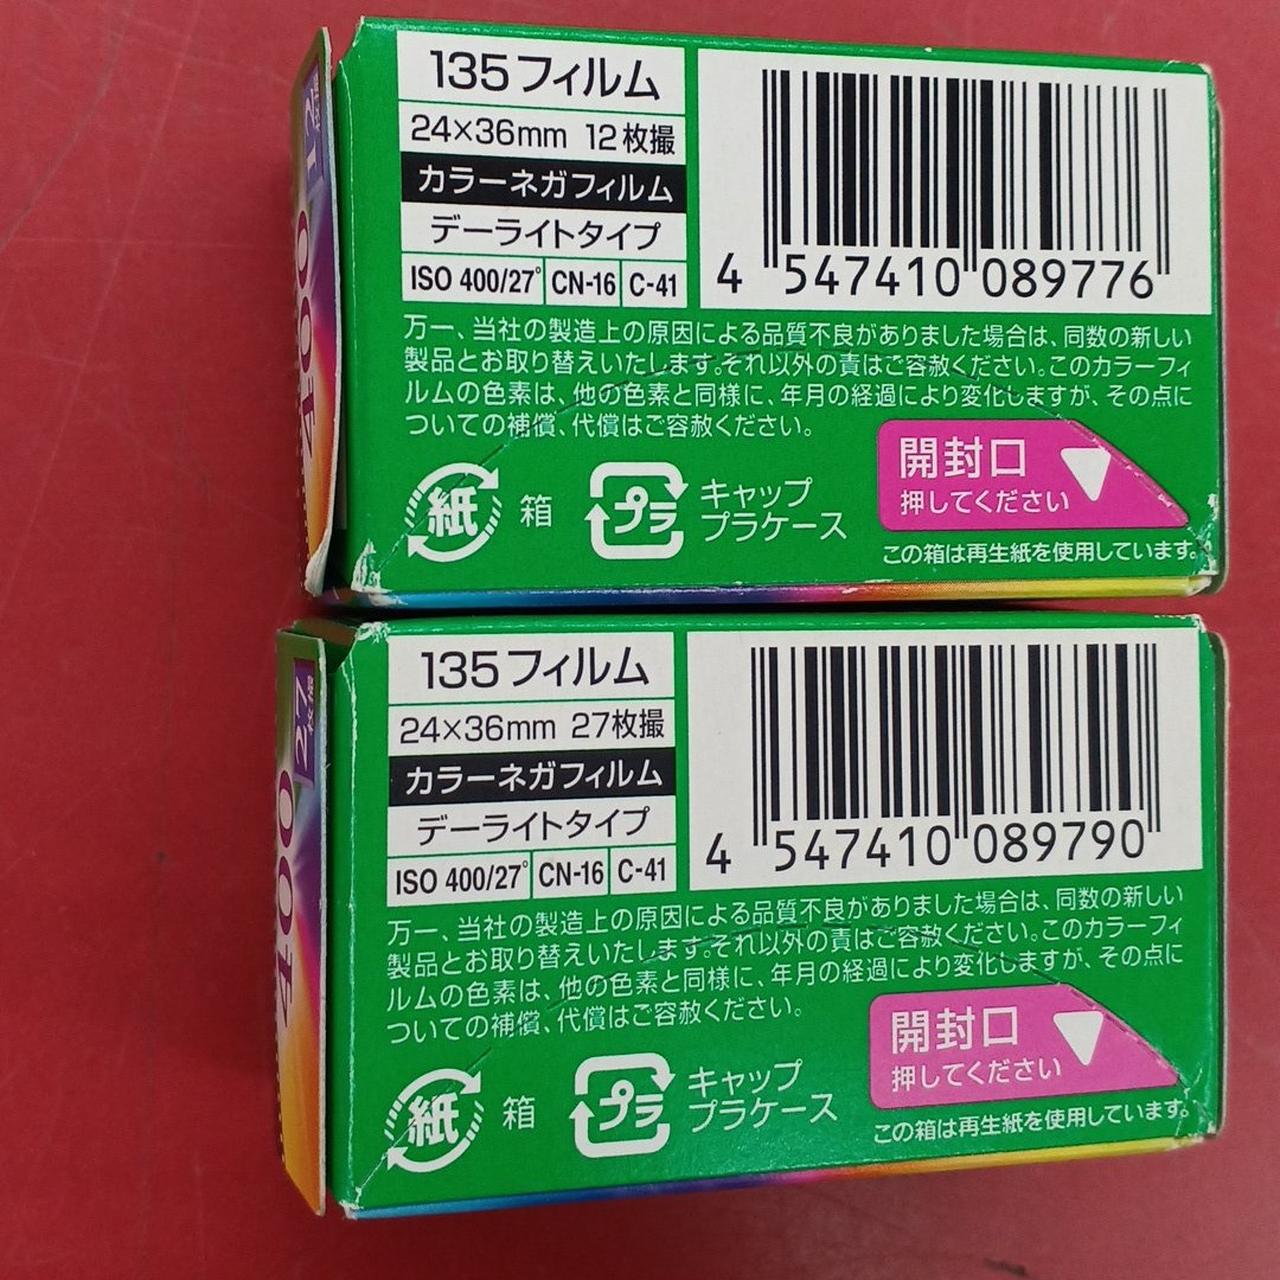 135フィルム
24×36mm 12枚撮
カラーネガフィルム
デーライトタイプ
ISO 400/27° CN-16 C-41
4 547410 089776
万一、当社の製造上の原因による品質不良がありました場合は、同数の新しい
製品とお取り替えいたします。それ以外の責はご容赦ください。このカラーフィ
ルムの色素は、他の色素と同様に、年月の経過により変化しますが、その点に
ついての補償、代償はご容赦ください。
開封口
押してください
紙 箱 プラ キャップ
プラケース
この箱は再生紙を使用しています。
400
135フィルム
24×36mm 27枚撮
カラーネガフィルム
デーライトタイプ
ISO 400/27° CN-16 C-41
4 547410 089790
万一、当社の製造上の原因による品質不良がありました場合は、同数の新しい
製品とお取り替えいたします。それ以外の責はご容赦ください。このカラーフィ
ルムの色素は、他の色素と同様に、年月の経過により変化しますが、その点に
ついての補償、代償はご容赦ください。
開封口
押してください
紙 箱 プラ キャップ
プラケース
この箱は再生紙を使用しています。
27
400